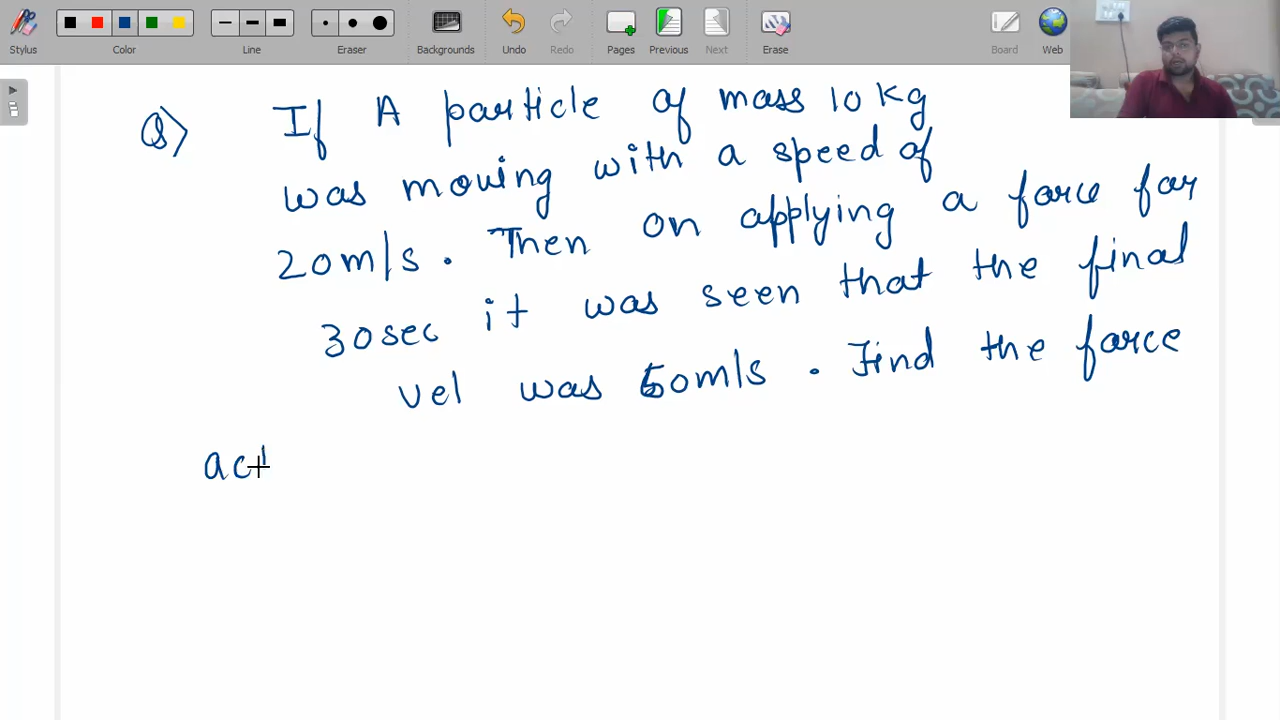 Stylus
Color
Line
Eraser
Backgrounds
Undo
Redo
Pages
Previous
Next
Erase
Board
Web
Q) If A particle of mass 10 kg
was moving with a speed of
20m/s. Then on applying a force for
30sec it was seen that the final
vel was 50m/s. Find the force
act